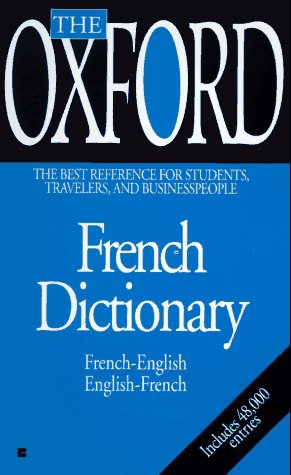 THE
OXFORD
THE BEST REFERENCE FOR STUDENTS,
TRAVELERS, AND BUSINESSPEOPLE
French
Dictionary
French-English
English-French
Includes 48,000
entries